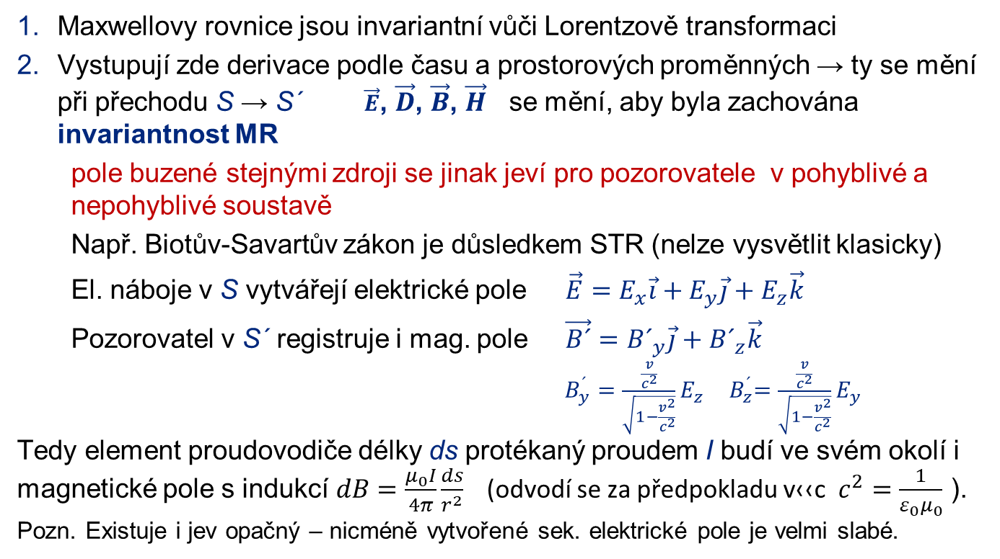 1. Maxwellovy rovnice jsou invariantní vůči Lorentzově transformaci
2. Vystupují zde derivace podle času a prostorových proměnných → ty se mění
při přechodu S → S´ $\vec{E}, \vec{D}, \vec{B}, \vec{H}$ se mění, aby byla zachována
invariantnost MR
pole buzené stejnými zdroji se jinak jeví pro pozorovatele v pohyblivé a
nepohyblivé soustavě
Např. Biotův-Savartův zákon je důsledkem STR (nelze vysvětlit klasicky)
El. náboje v S vytvářejí elektrické pole $\vec{E} = E_x\vec{i} + E_y\vec{j} + E_z\vec{k}$
Pozorovatel v S´ registruje i mag. pole $\vec{B´} = B´_y\vec{j} + B´_z\vec{k}$
$B_y^´ = \frac{\frac{v}{c^2}}{\sqrt{1-\frac{v^2}{c^2}}} E_z$ $B_z^´ = \frac{\frac{v}{c^2}}{\sqrt{1-\frac{v^2}{c^2}}} E_y$
Tedy element proudovodiče délky ds protékaný proudem I budí ve svém okolí i
magnetické pole s indukcí $dB = \frac{\mu_0 I}{4\pi}\frac{ds}{r^2}$ (odvodí se za předpokladu v‹‹c $c^2 = \frac{1}{\varepsilon_0\mu_0}$ ).
Pozn. Existuje i jev opačný – nicméně vytvořené sek. elektrické pole je velmi slabé.